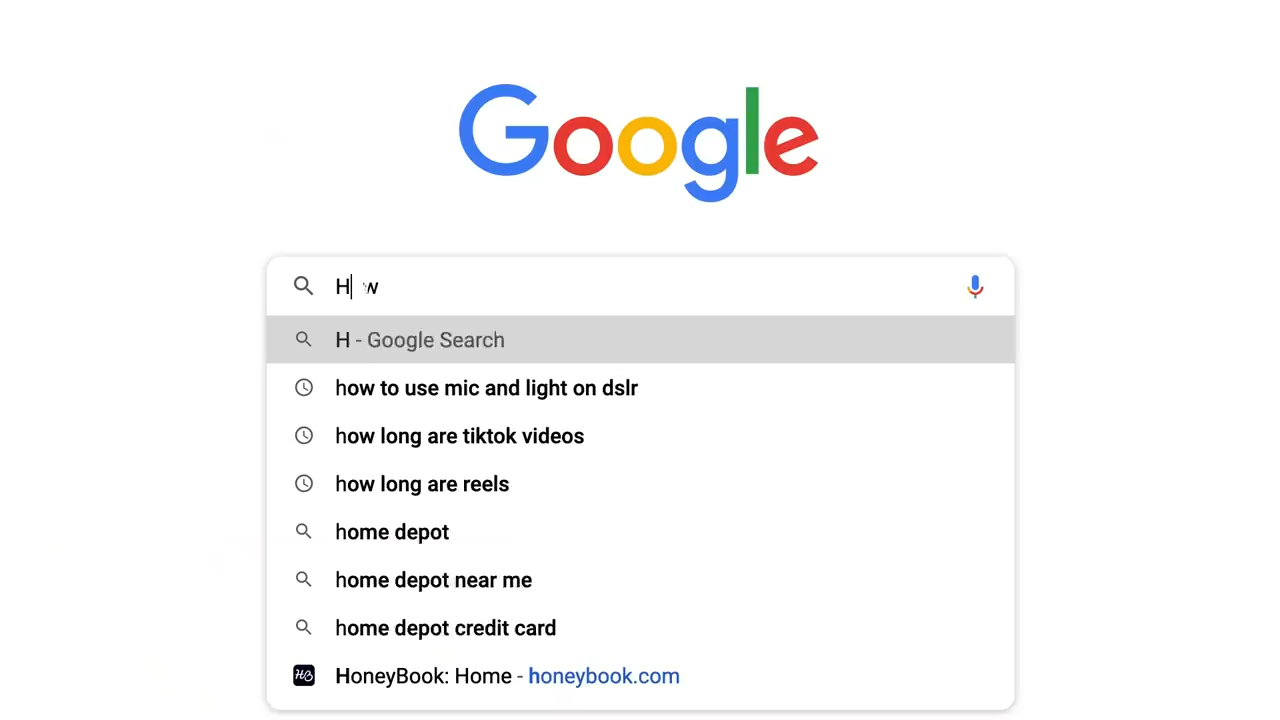 Google
H w
H - Google Search
how to use mic and light on dslr
how long are tiktok videos
how long are reels
home depot
home depot near me
home depot credit card
HB HoneyBook: Home - honeybook.com